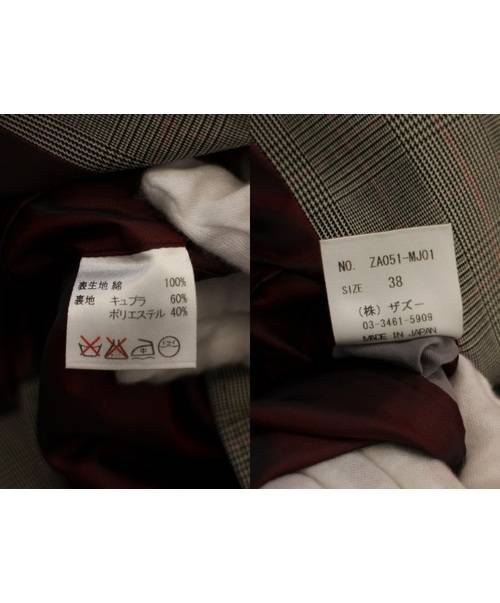 表生地 綿 100%
裏地 キュプラ 60%
ポリエステル 40%
NO. ZA051-MJ01
SIZE 38
(株) ザズー
03-3461-5909
MADE IN JAPAN